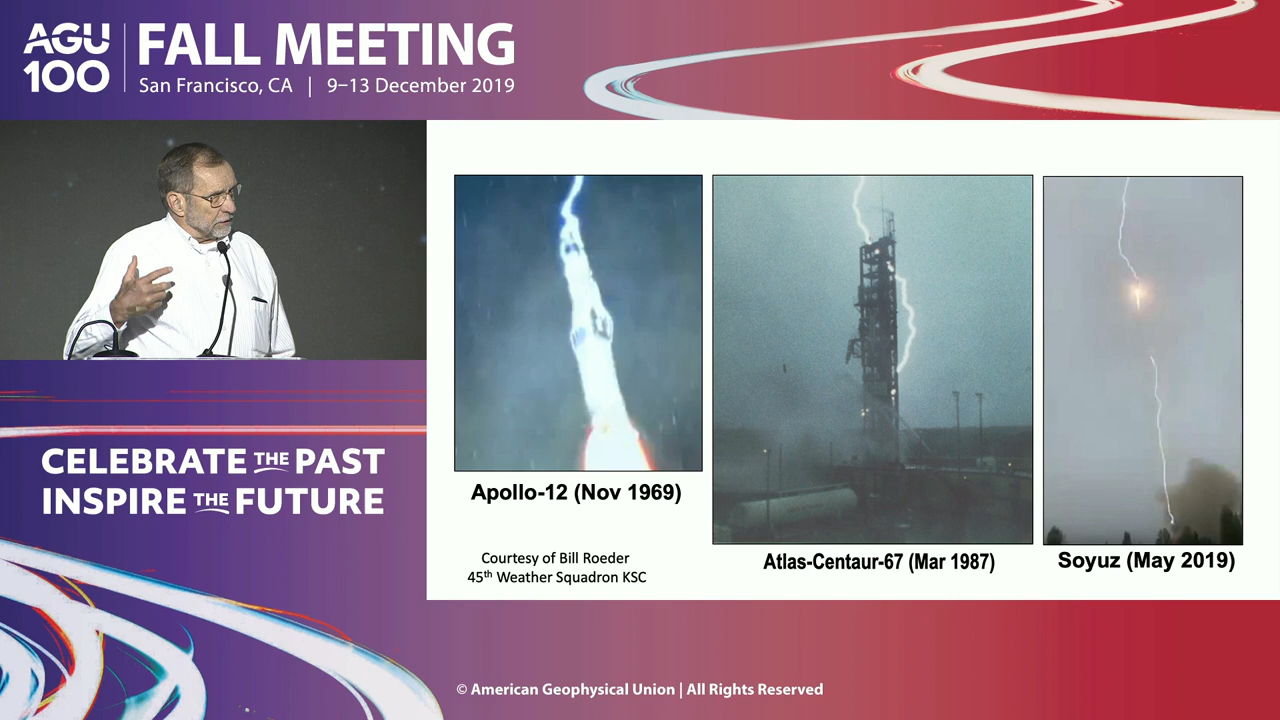 AGU
100
FALL MEETING
San Francisco, CA | 9–13 December 2019
CELEBRATE THE PAST
INSPIRE THE FUTURE
Apollo-12 (Nov 1969)
Courtesy of Bill Roeder
45th Weather Squadron KSC
Atlas-Centaur-67 (Mar 1987)
Soyuz (May 2019)
© American Geophysical Union | All Rights Reserved